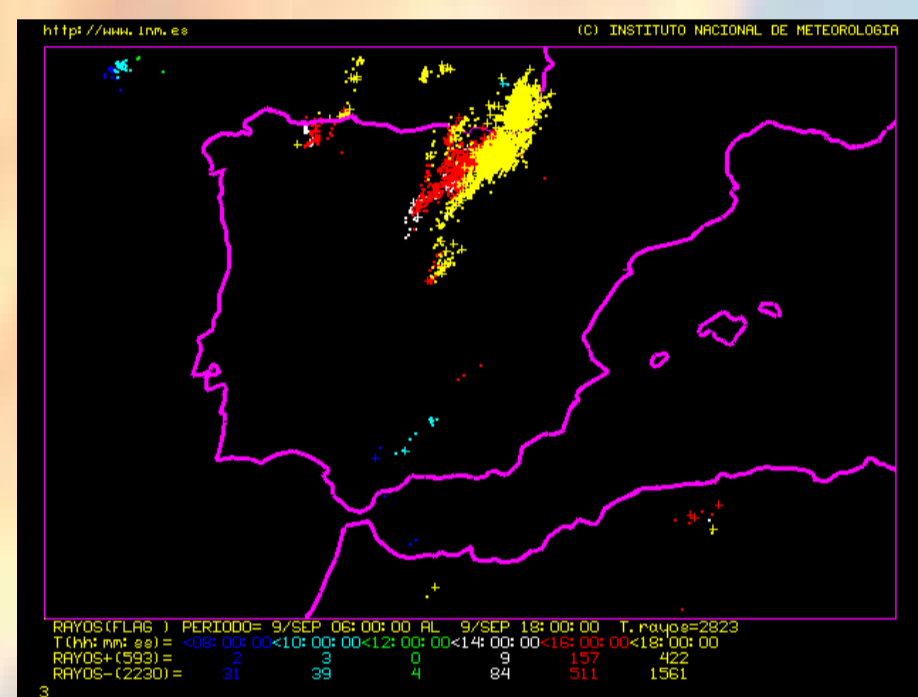 http://www.inm.es (C) INSTITUTO NACIONAL DE METEOROLOGIA
RAYOS(FLAG ) PERIODO= 9/SEP 06:00:00 AL 9/SEP 18:00:00 T.rayos=2823
T(hh:mm:ss)= <08:00:00<10:00:00<12:00:00<14:00:00<16:00:00<18:00:00
RAYOS+(593)= 2 3 0 9 157 422
RAYOS-(2230)= 31 39 4 84 511 1561
3